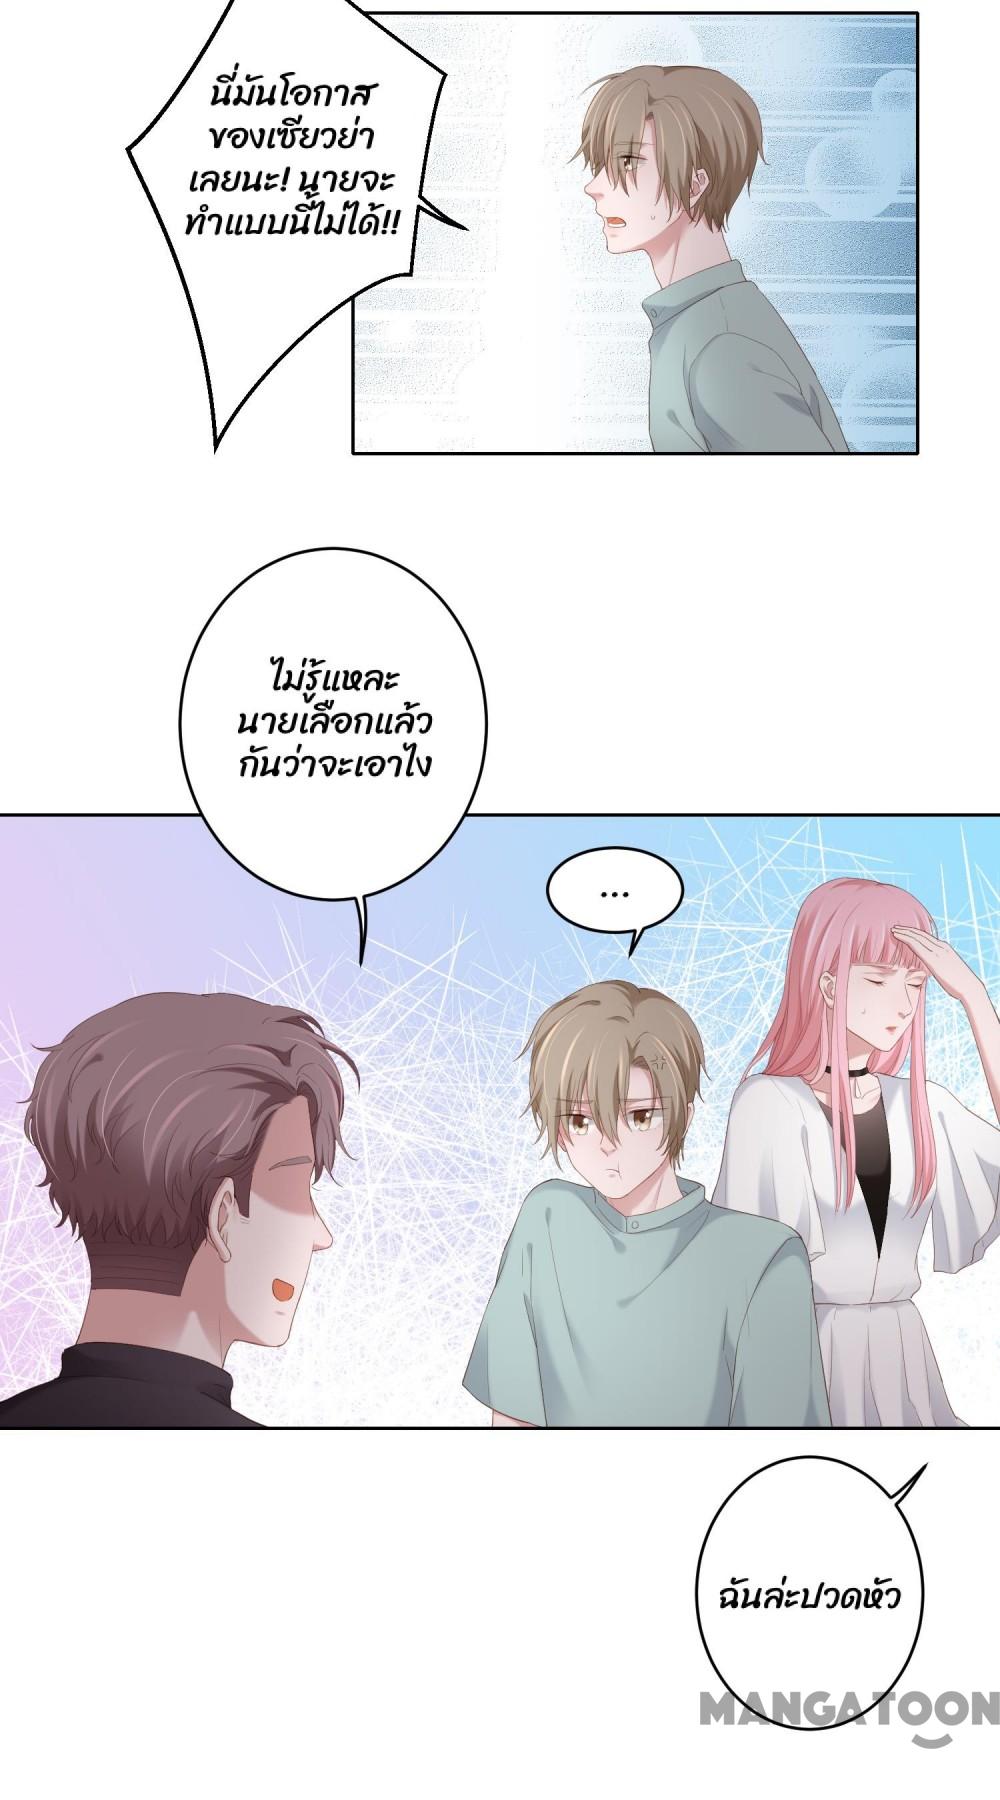 นี่มันโอกาส
ของเซียวย่า
เลยนะ! นายจะ
ทำแบบนี้ไม่ได้!!
ไม่รู้แหละ
นายเลือกแล้ว
กันว่าจะเอาไง
...
ฉันล่ะปวดหัว
MANGATOON